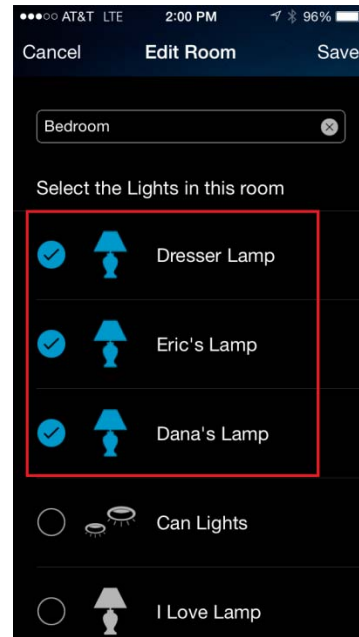 AT&T LTE 2:00 PM 96%
Cancel Edit Room Save
Bedroom
Select the Lights in this room
Dresser Lamp
Eric's Lamp
Dana's Lamp
Can Lights
I Love Lamp